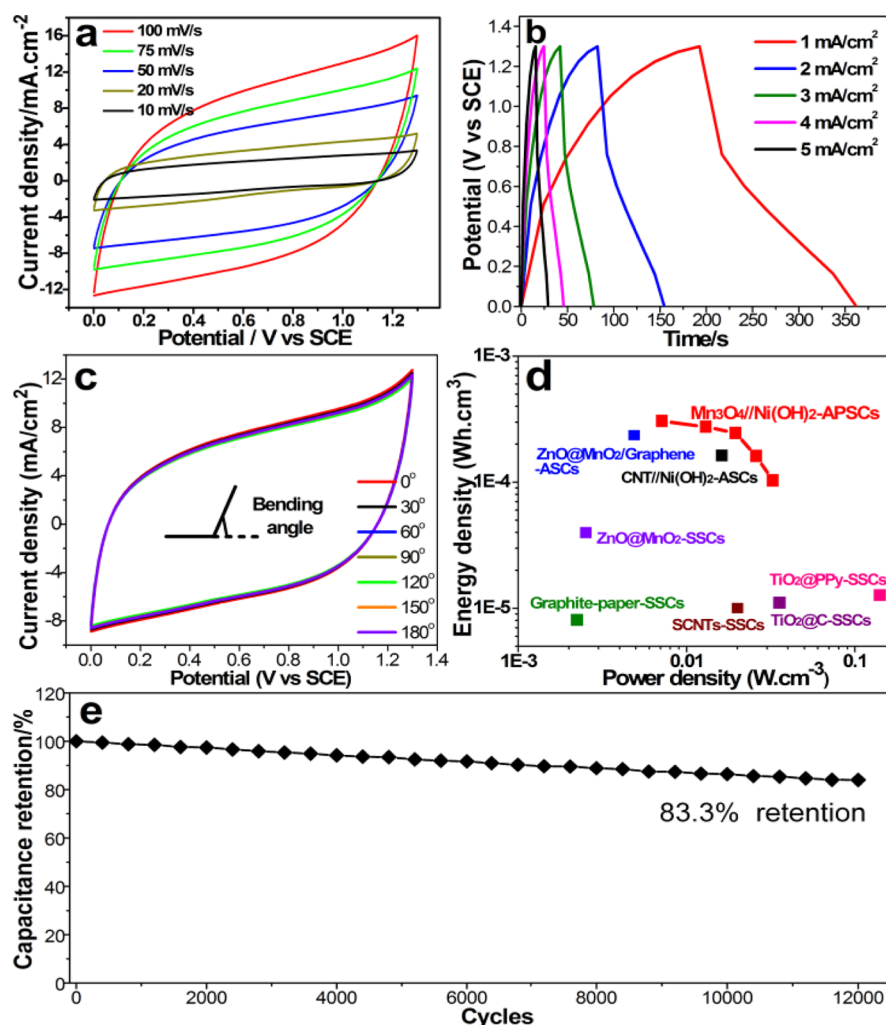 a
100 mV/s
75 mV/s
50 mV/s
20 mV/s
10 mV/s
Current density/mA.cm-2
16
12
8
4
0
-4
-8
-12
0.0 0.2 0.4 0.6 0.8 1.0 1.2
Potential / V vs SCE
b
1 mA/cm2
2 mA/cm2
3 mA/cm2
4 mA/cm2
5 mA/cm2
Potential (V vs SCE)
1.4
1.2
1.0
0.8
0.6
0.4
0.2
0.0
0 50 100 150 200 250 300 350
Time/s
c
0o
30o
60o
90o
120o
150o
180o
Bending
angle
Current density (mA/cm2)
12
8
4
0
-4
-8
0.0 0.2 0.4 0.6 0.8 1.0 1.2 1.4
Potential (V vs SCE)
d
Mn3O4//Ni(OH)2-APSCs
ZnO@MnO2/Graphene
-ASCs
CNT//Ni(OH)2-ASCs
ZnO@MnO2-SSCs
TiO2@PPy-SSCs
Graphite-paper-SSCs
SCNTs-SSCs
TiO2@C-SSCs
Energy density (Wh.cm3)
1E-3
1E-4
1E-5
1E-3 0.01 0.1
Power density (W.cm-3)
e
83.3% retention
Capacitance retention/%
120
100
80
60
40
20
0
0 2000 4000 6000 8000 10000 12000
Cycles